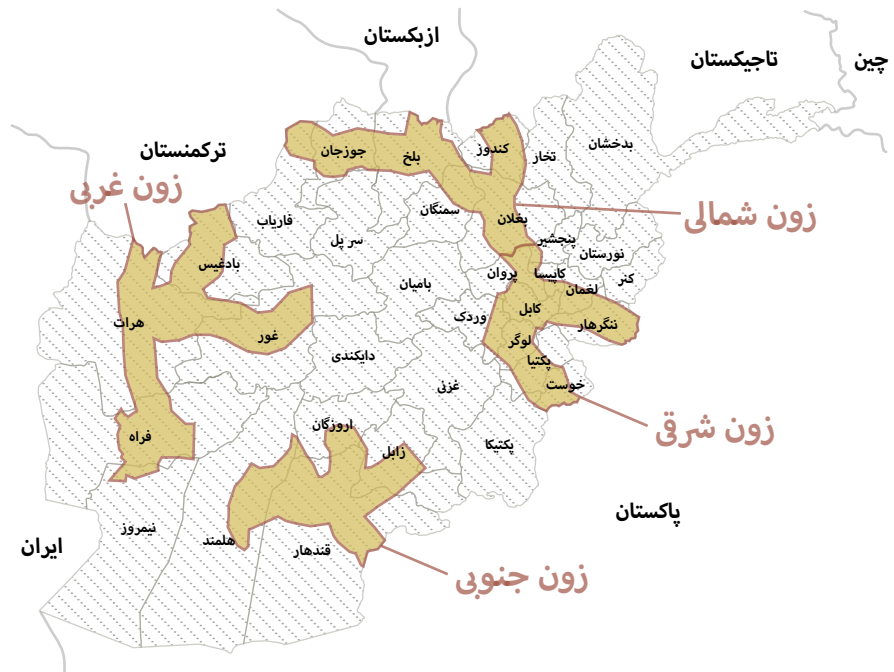 ازبکستان
تاجیکستان
چین
ترکمنستان
زون غربی
زون شمالی
جوزجان
بلخ
کندوز
تخار
بدخشان
فاریاب
سر پل
سمنگان
بغلان
پنجشیر
نورستان
کنر
بادغیس
بامیان
پروان
کاپیسا
لغمان
هرات
غور
وردک
کابل
ننگرهار
دایکندی
لوگر
پکتیا
خوست
غزنی
فراه
اروزگان
زابل
پکتیکا
زون شرقی
نیمروز
هلمند
قندهار
پاکستان
ایران
زون جنوبی